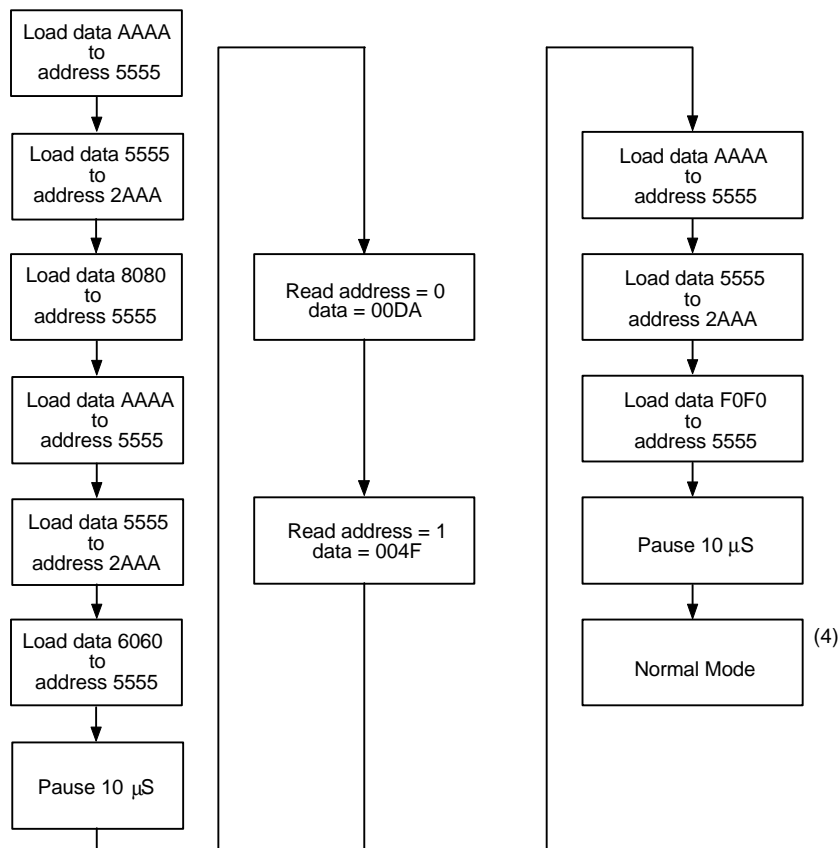 Load data AAAA
to
address 5555
Load data 5555
to
address 2AAA
Load data 8080
to
address 5555
Load data AAAA
to
address 5555
Load data 5555
to
address 2AAA
Load data 6060
to
address 5555
Pause 10 μS
Read address = 0
data = 00DA
Read address = 1
data = 004F
Load data AAAA
to
address 5555
Load data 5555
to
address 2AAA
Load data F0F0
to
address 5555
Pause 10 μS
Normal Mode
(4)